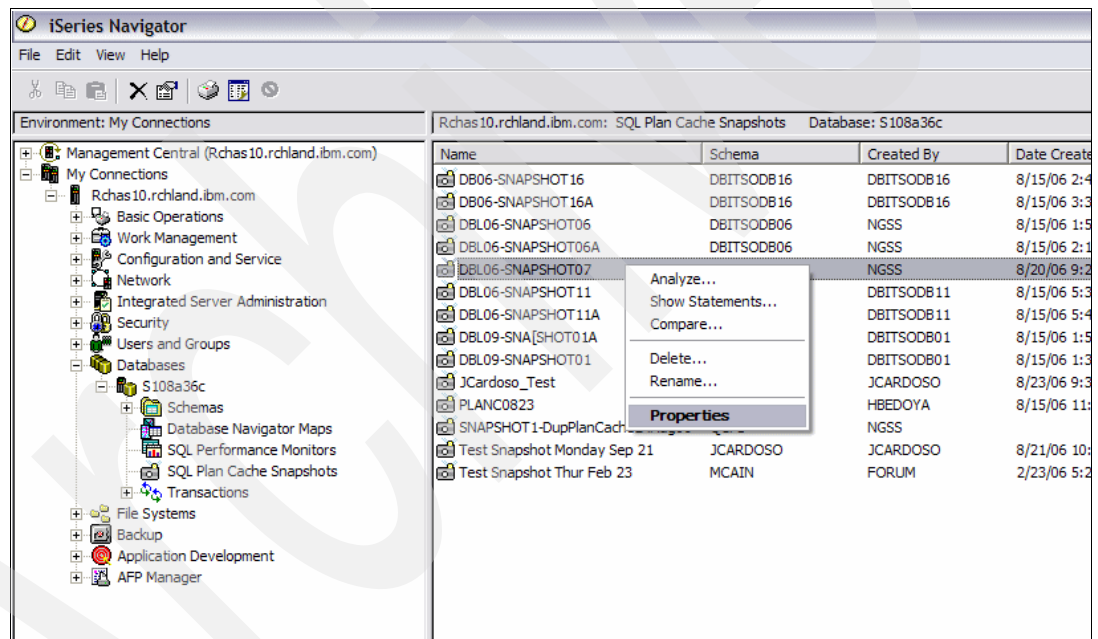 iSeries Navigator
File Edit View Help
Environment: My Connections
Rchas10.rchland.ibm.com: SQL Plan Cache Snapshots Database: S108a36c
Management Central (Rchas10.rchland.ibm.com)
My Connections
Rchas10.rchland.ibm.com
Basic Operations
Work Management
Configuration and Service
Network
Integrated Server Administration
Security
Users and Groups
Databases
S108a36c
Schemas
Database Navigator Maps
SQL Performance Monitors
SQL Plan Cache Snapshots
Transactions
File Systems
Backup
Application Development
AFP Manager
Name Schema Created By Date Create
DB06-SNAPSHOT16 DBITSODB16 DBITSODB16 8/15/06 2:4
DB06-SNAPSHOT16A DBITSODB16 DBITSODB16 8/15/06 3:3
DBL06-SNAPSHOT06 DBITSODB06 NGSS 8/15/06 1:5
DBL06-SNAPSHOT06A DBITSODB06 NGSS 8/15/06 2:1
DBL06-SNAPSHOT07 NGSS 8/20/06 9:2
DBL06-SNAPSHOT11 DBITSODB11 8/15/06 5:3
DBL06-SNAPSHOT11A DBITSODB11 8/15/06 5:4
DBL09-SNA[SHOT01A DBITSODB01 8/15/06 1:5
DBL09-SNAPSHOT01 DBITSODB01 8/15/06 1:3
JCardoso_Test JCARDOSO 8/23/06 9:3
PLANC0823 HBEDOYA 8/15/06 11:
SNAPSHOT1-DupPlanCach NGSS
Test Snapshot Monday Sep 21 JCARDOSO JCARDOSO 8/21/06 10:
Test Snapshot Thur Feb 23 MCAIN FORUM 2/23/06 5:2
Analyze...
Show Statements...
Compare...
Delete...
Rename...
Properties